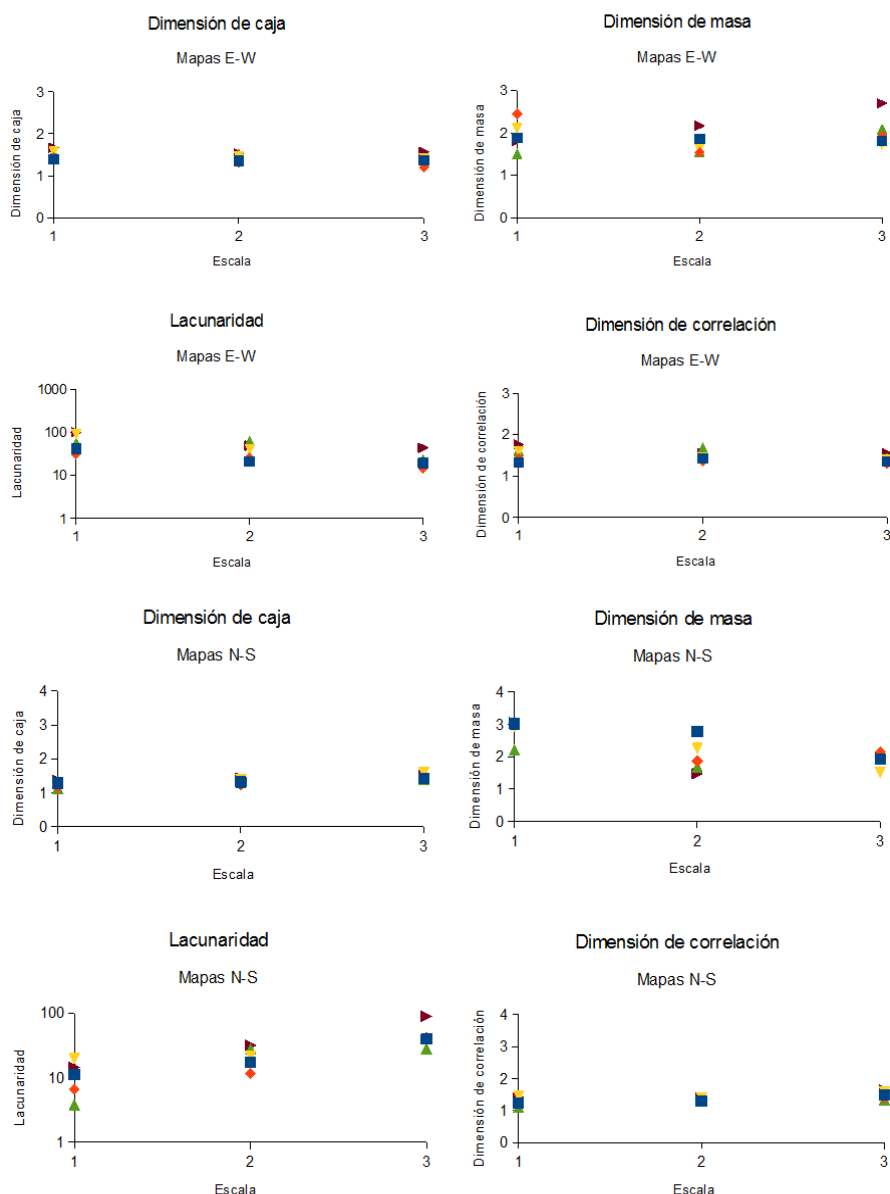 Dimensión de caja
Mapas E-W
3
2
1
0
1
2
3
Dimensión de caja
Escala
Dimensión de masa
Mapas E-W
3
2
1
0
1
2
3
Dimensión de masa
Escala
Lacunaridad
Mapas E-W
1000
100
10
1
1
2
3
Lacunaridad
Escala
Dimensión de correlación
Mapas E-W
3
2
1
0
1
2
3
Dimensión de correlación
Escala
Dimensión de caja
Mapas N-S
4
3
2
1
0
1
2
3
Dimensión de caja
Escala
Dimensión de masa
Mapas N-S
4
3
2
1
0
1
2
3
Dimensión de masa
Escala
Lacunaridad
Mapas N-S
100
10
1
1
2
3
Lacunaridad
Escala
Dimensión de correlación
Mapas N-S
4
3
2
1
0
1
2
3
Dimensión de correlación
Escala